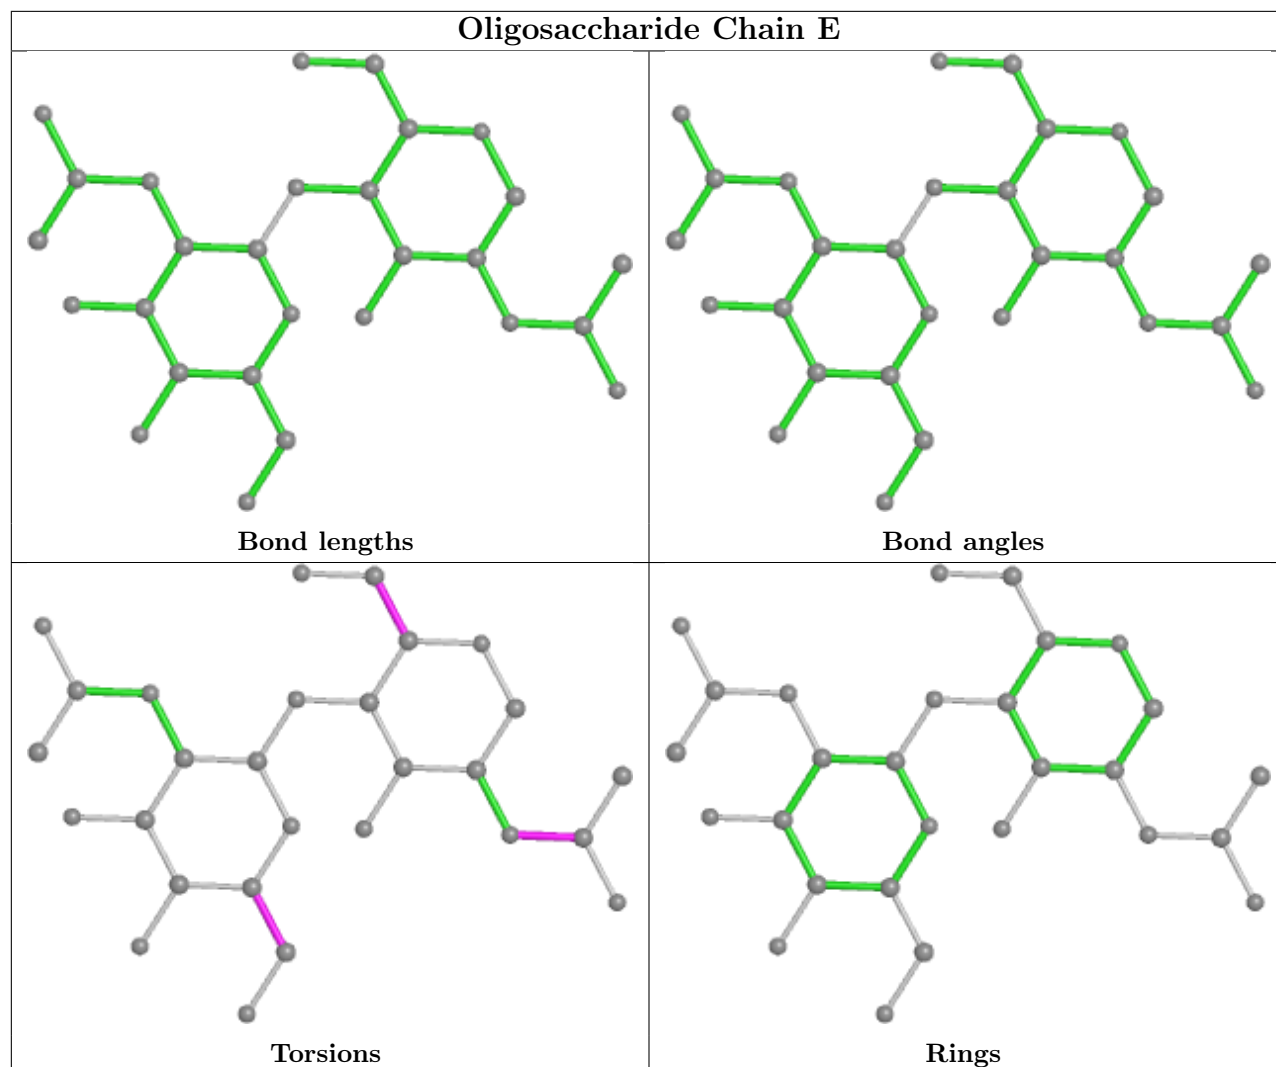 Oligosaccharide Chain E
Bond lengths
Bond angles
Torsions
Rings